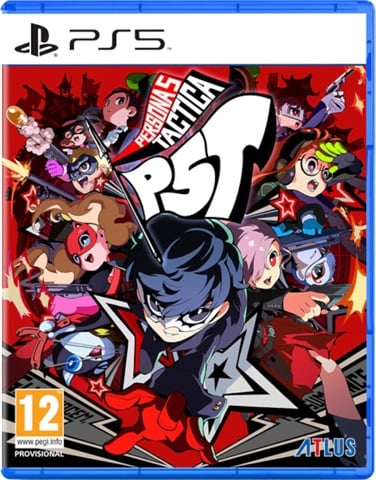 PS5
PERSONA5
TACTICA
P5T
12
www.pegi.info
PROVISIONAL
ATLUS